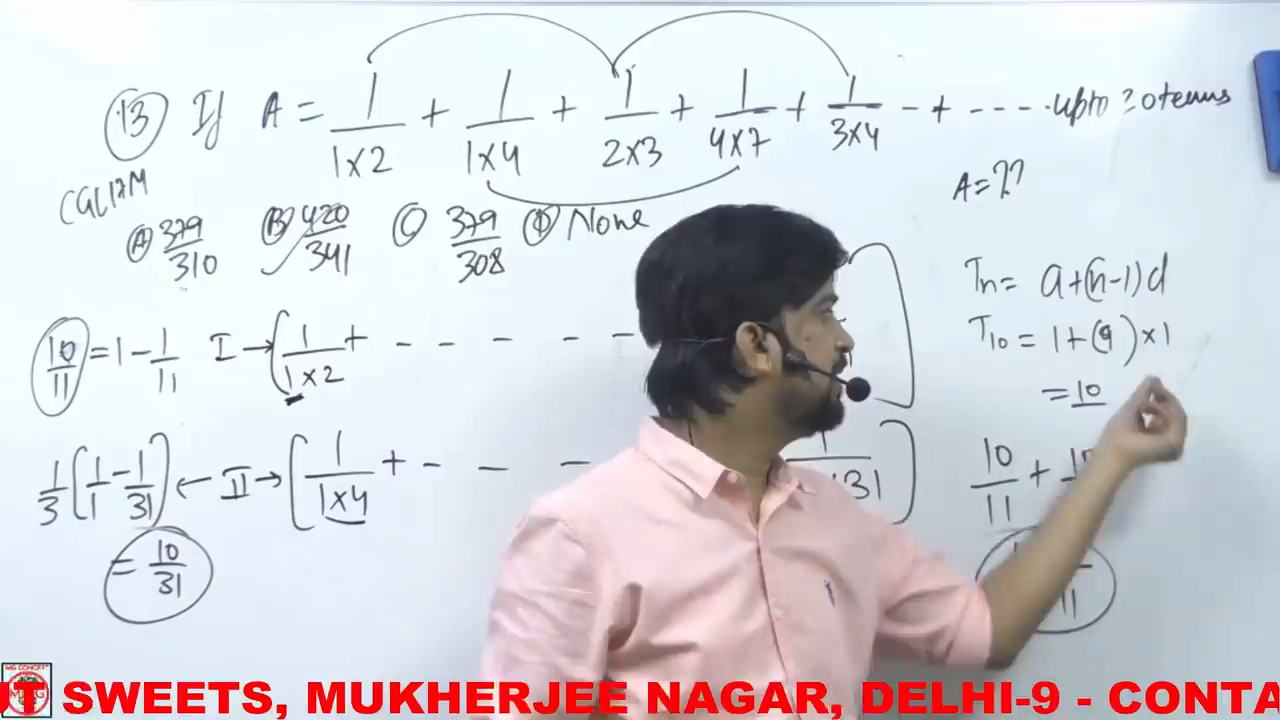 13 If A = 1/1×2 + 1/1×4 + 1/2×3 + 1/4×7 + 1/3×4 - + ---- upto 20 terms
CGL 17M
A = ??
(A) 379/310 (B) 420/341 (C) 379/308 (D) None
Tn = a+(n-1)d
10/11 = 1 - 1/11 I → [1/1×2 + - - - - -
T10 = 1+(9)×1
= 10
1/3 [1/1 - 1/31] ← II → [1/1×4 + - - - 31]
10/11 +
= 10/31
11
SWEETS, MUKHERJEE NAGAR, DELHI-9 - CONTA